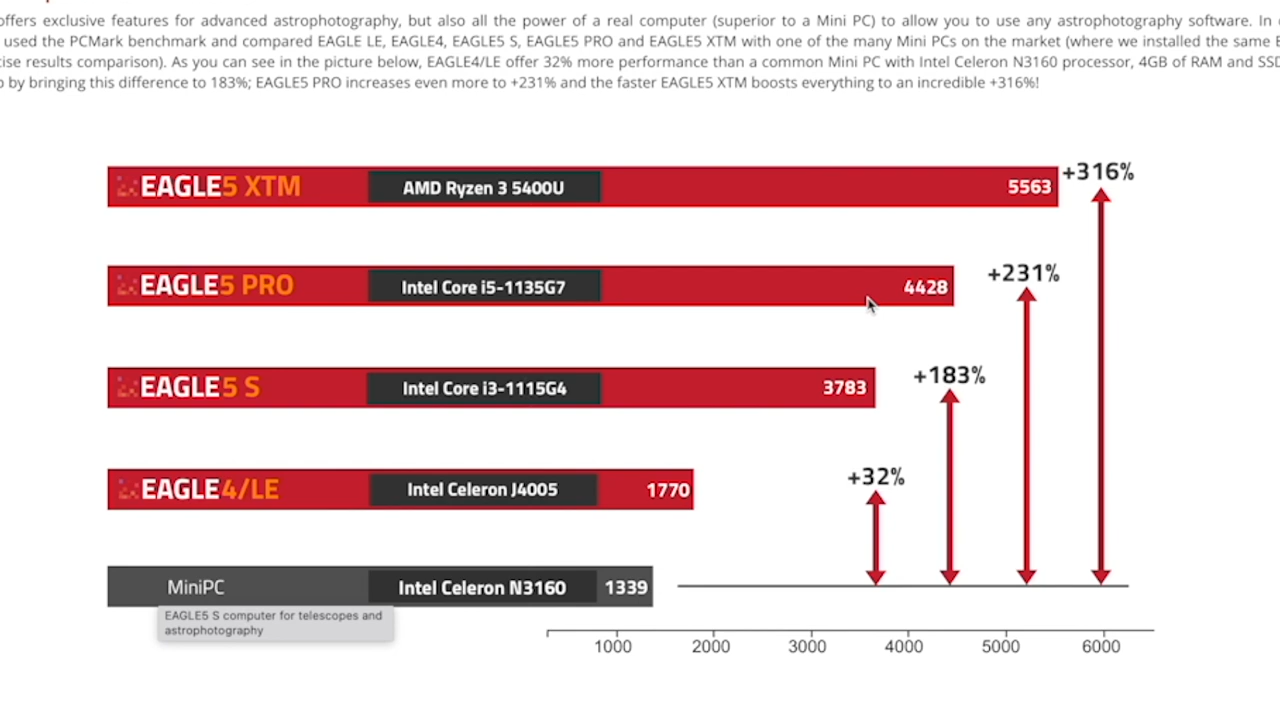 offers exclusive features for advanced astrophotography, but also all the power of a real computer (superior to a Mini PC) to allow you to use any astrophotography software. In
used the PCMark benchmark and compared EAGLE LE, EAGLE4, EAGLE5 S, EAGLE5 PRO and EAGLE5 XTM with one of the many Mini PCs on the market (where we installed the same
results comparison). As you can see in the picture below, EAGLE4/LE offer 32% more performance than a common Mini PC with Intel Celeron N3160 processor, 4GB of RAM and SSD
by bringing this difference to 183%; EAGLE5 PRO increases even more to +231% and the faster EAGLE5 XTM boosts everything to an incredible +316%!
EAGLE5 XTM AMD Ryzen 3 5400U 5563 +316%
EAGLE5 PRO Intel Core i5-1135G7 4428 +231%
EAGLE5 S Intel Core i3-1115G4 3783 +183%
EAGLE4/LE Intel Celeron J4005 1770 +32%
MiniPC Intel Celeron N3160 1339
EAGLE5 S computer for telescopes and
astrophotography
1000 2000 3000 4000 5000 6000